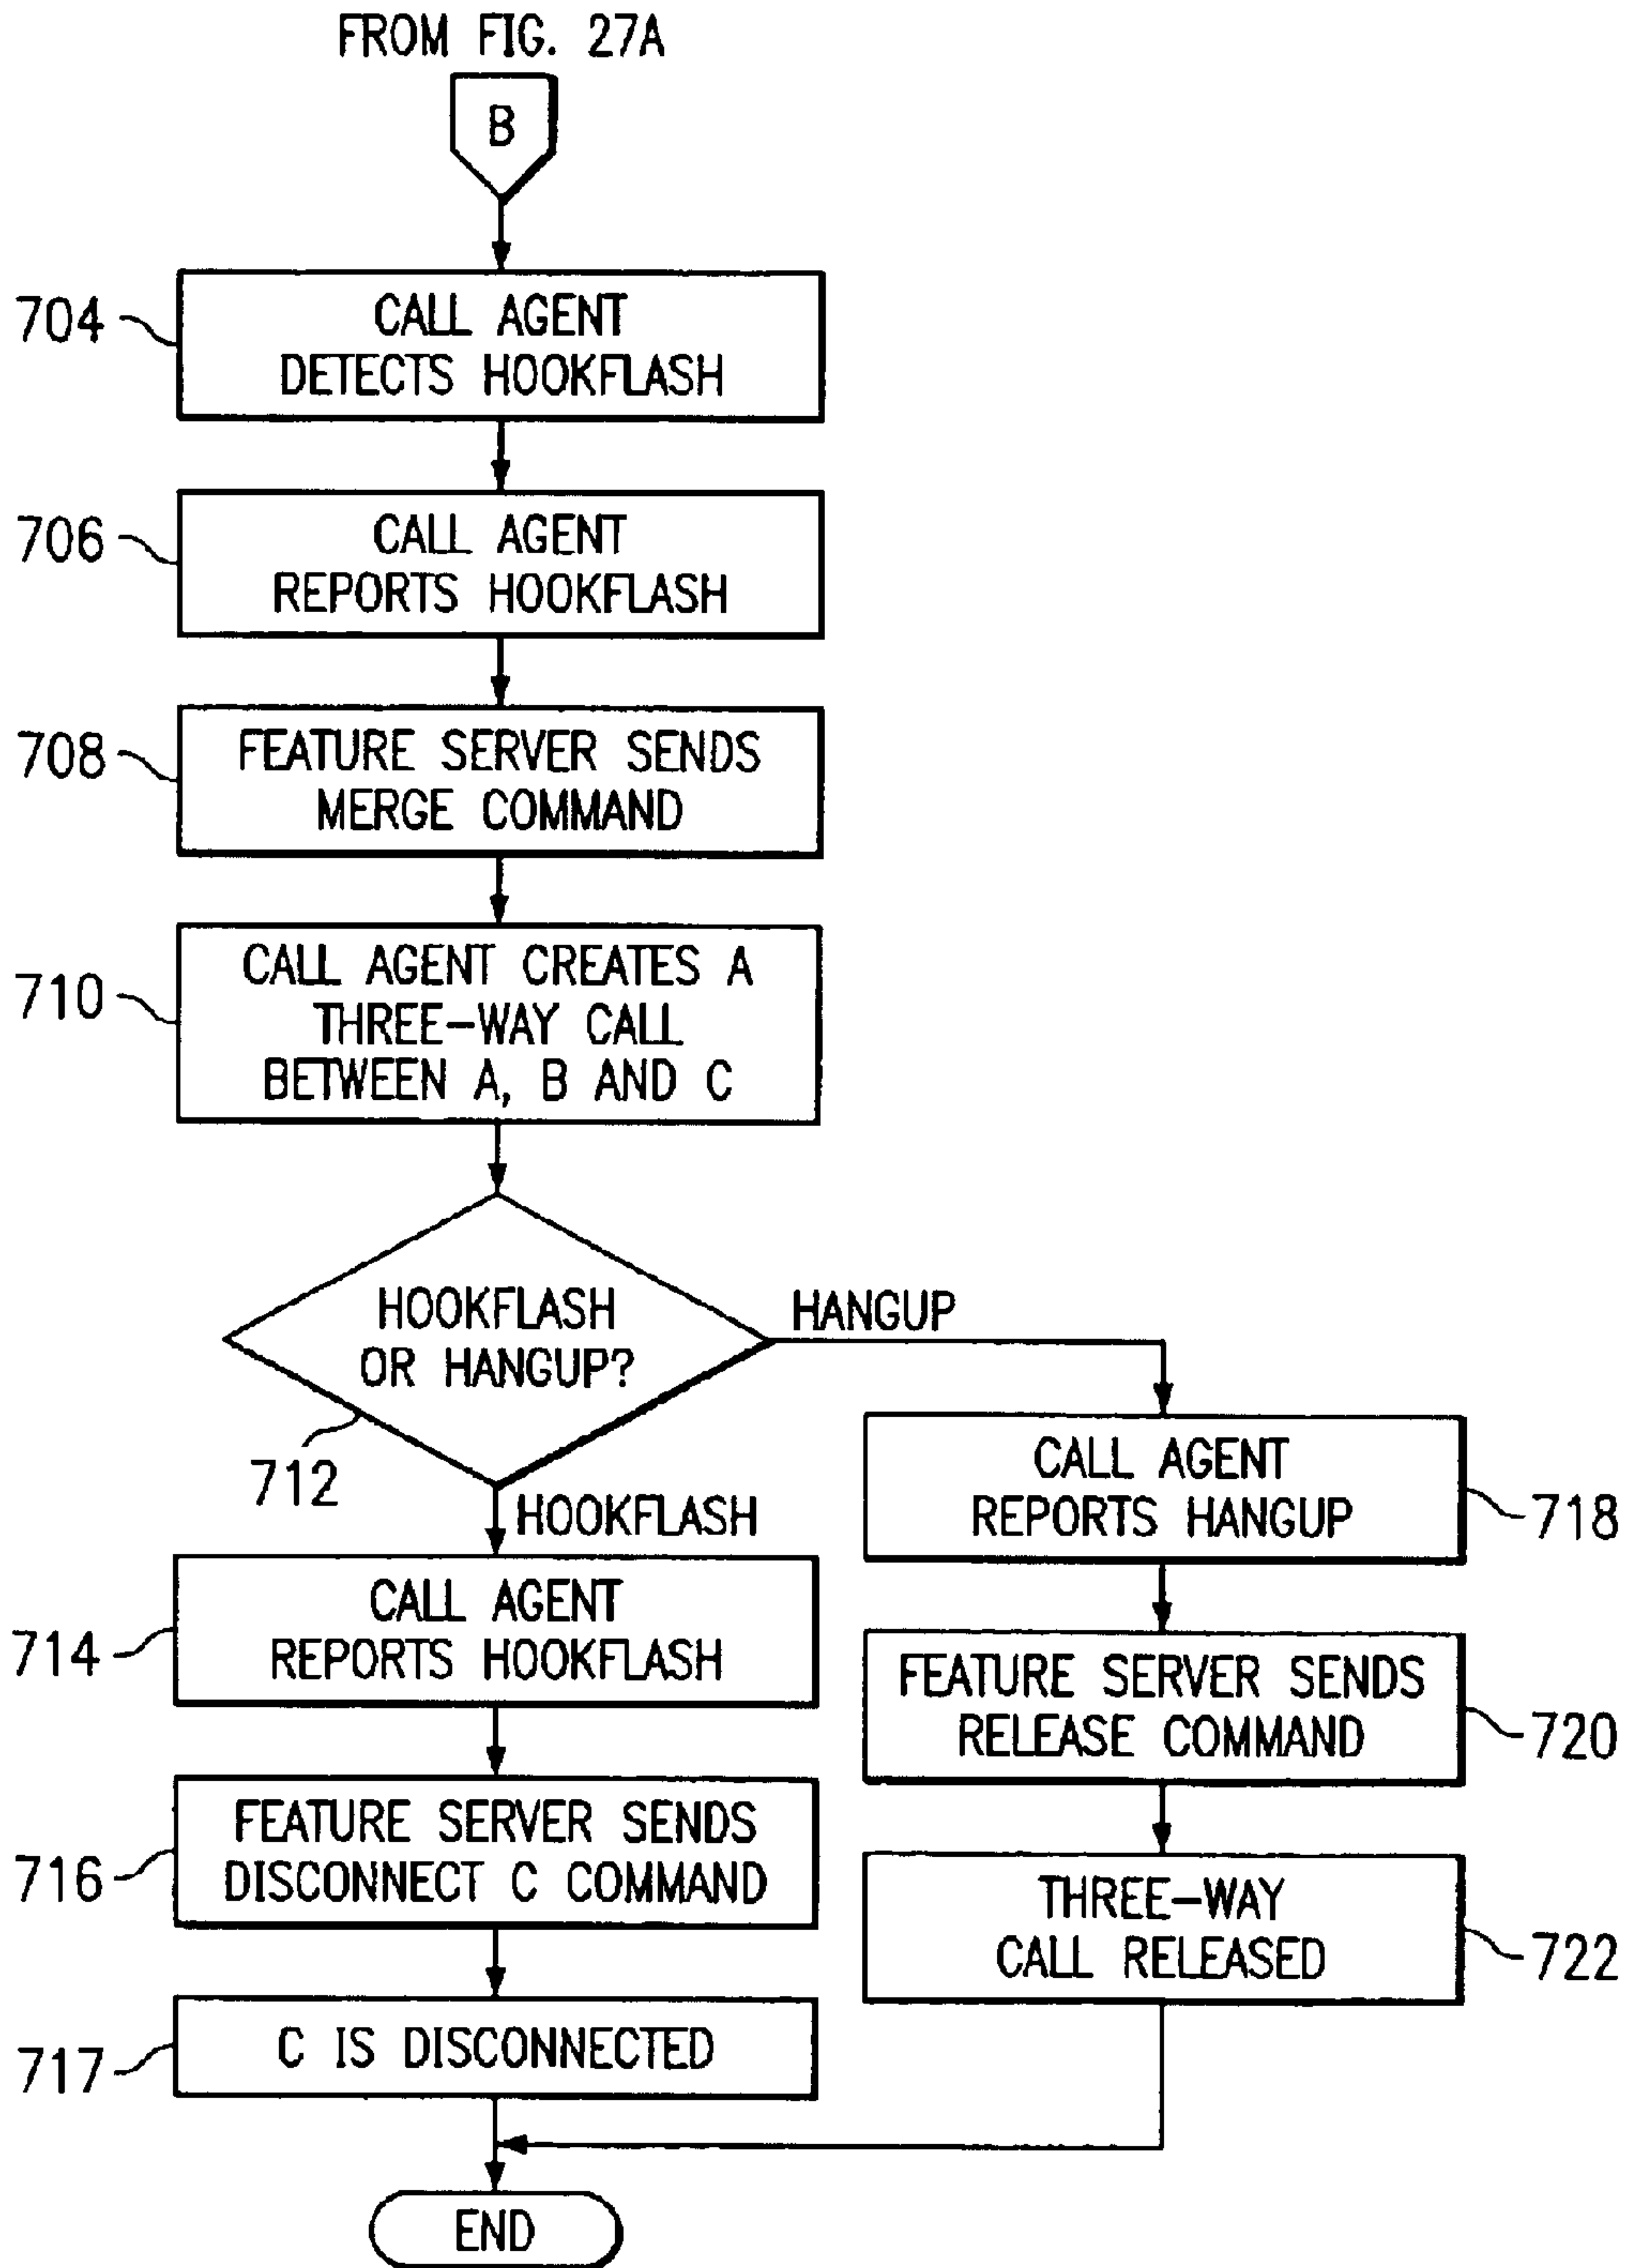 FROM FIG. 27A
B
704
CALL AGENT
DETECTS HOOKFLASH
706
CALL AGENT
REPORTS HOOKFLASH
708
FEATURE SERVER SENDS
MERGE COMMAND
710
CALL AGENT CREATES A
THREE-WAY CALL
BETWEEN A, B AND C
HOOKFLASH
OR HANGUP?
712
HANGUP
HOOKFLASH
714
CALL AGENT
REPORTS HOOKFLASH
716
FEATURE SERVER SENDS
DISCONNECT C COMMAND
717
C IS DISCONNECTED
CALL AGENT
REPORTS HANGUP
718
FEATURE SERVER SENDS
RELEASE COMMAND
720
THREE-WAY
CALL RELEASED
722
END